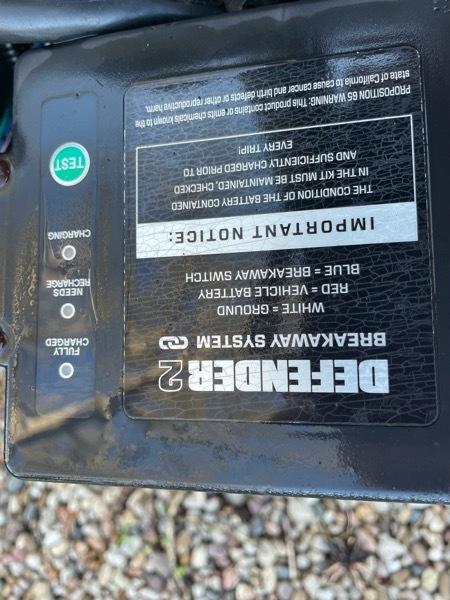 DEFENDER 2
BREAKAWAY SYSTEM
WHITE = GROUND
RED = VEHICLE BATTERY
BLUE = BREAKAWAY SWITCH
IMPORTANT NOTICE:
THE CONDITION OF THE BATTERY CONTAINED
IN THE KIT MUST BE MAINTAINED, CHECKED
AND SUFFICIENTLY CHARGED PRIOR TO
EVERY TRIP!
PROPOSITION 65 WARNING: This product contains or emits chemicals known to the
state of California to cause cancer and birth defects or other reproductive harm.
FULLY
CHARGED
NEEDS
RECHARGE
CHARGING
TEST